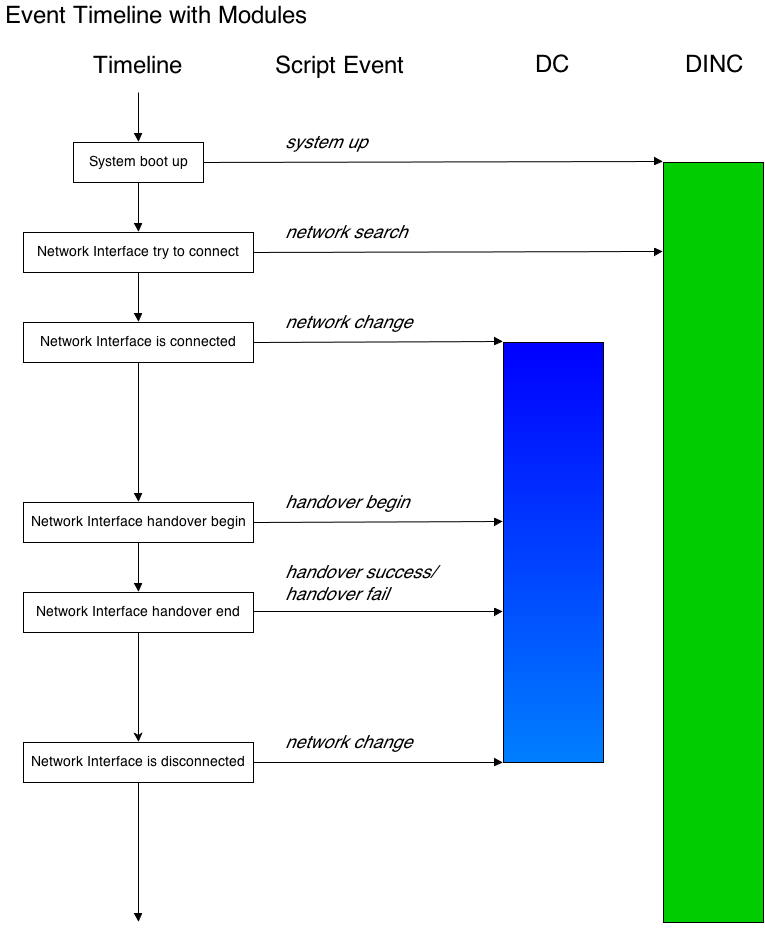 Event Timeline with Modules
Timeline
Script Event
DC
DINC
System boot up
system up
Network Interface try to connect
network search
Network Interface is connected
network change
Network Interface handover begin
handover begin
Network Interface handover end
handover success/
handover fail
Network Interface is disconnected
network change